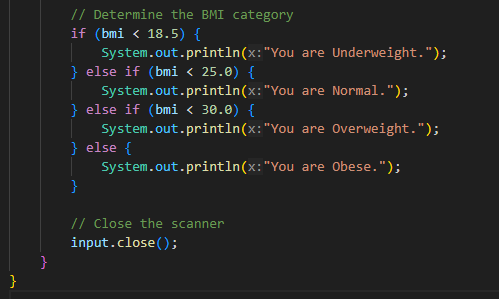 // Determine the BMI category
if (bmi < 18.5) {
System.out.println(x:"You are Underweight.");
} else if (bmi < 25.0) {
System.out.println(x:"You are Normal.");
} else if (bmi < 30.0) {
System.out.println(x:"You are Overweight.");
} else {
System.out.println(x:"You are Obese.");
}
// Close the scanner
input.close();
}
}